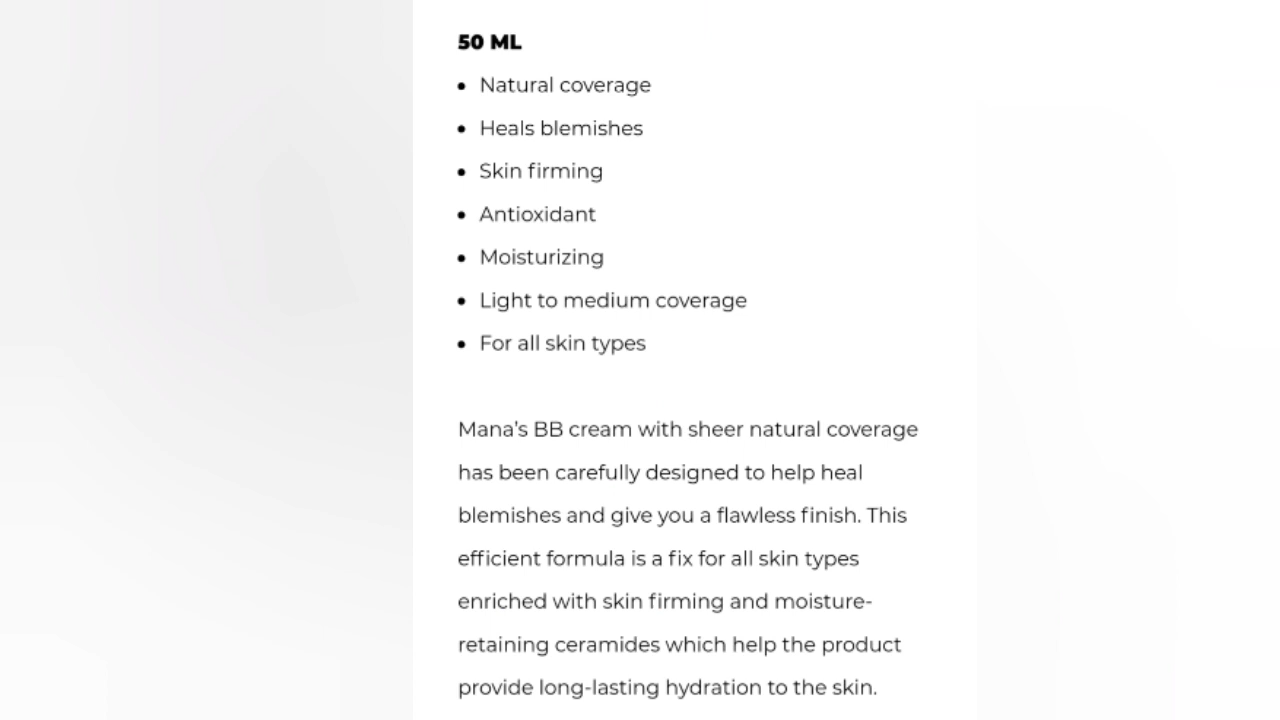 50 ML
• Natural coverage
• Heals blemishes
• Skin firming
• Antioxidant
• Moisturizing
• Light to medium coverage
• For all skin types
Mana’s BB cream with sheer natural coverage
has been carefully designed to help heal
blemishes and give you a flawless finish. This
efficient formula is a fix for all skin types
enriched with skin firming and moisture-
retaining ceramides which help the product
provide long-lasting hydration to the skin.